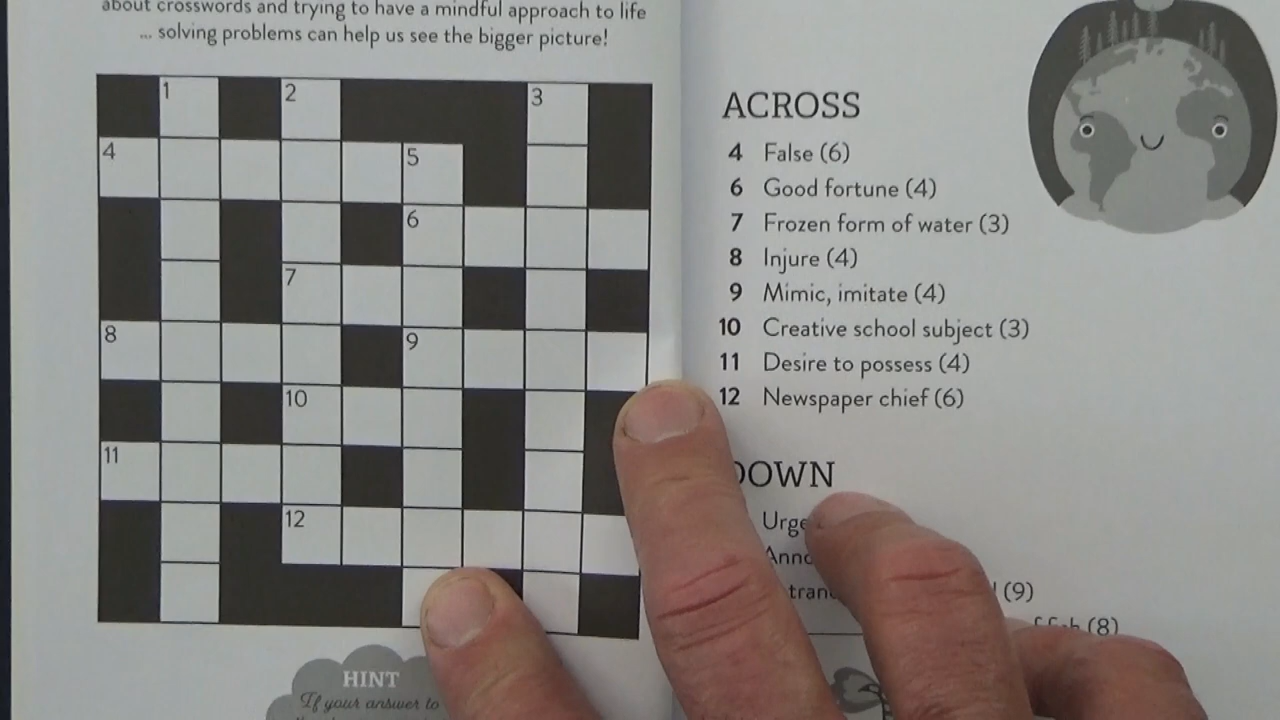 about crosswords and trying to have a mindful approach to life
... solving problems can help us see the bigger picture!
1 2 3
4 5
6
7
8 9
10
11
12
HINT
If your answer to
ACROSS
4 False (6)
6 Good fortune (4)
7 Frozen form of water (3)
8 Injure (4)
9 Mimic, imitate (4)
10 Creative school subject (3)
11 Desire to possess (4)
12 Newspaper chief (6)
DOWN
(9)
(8)